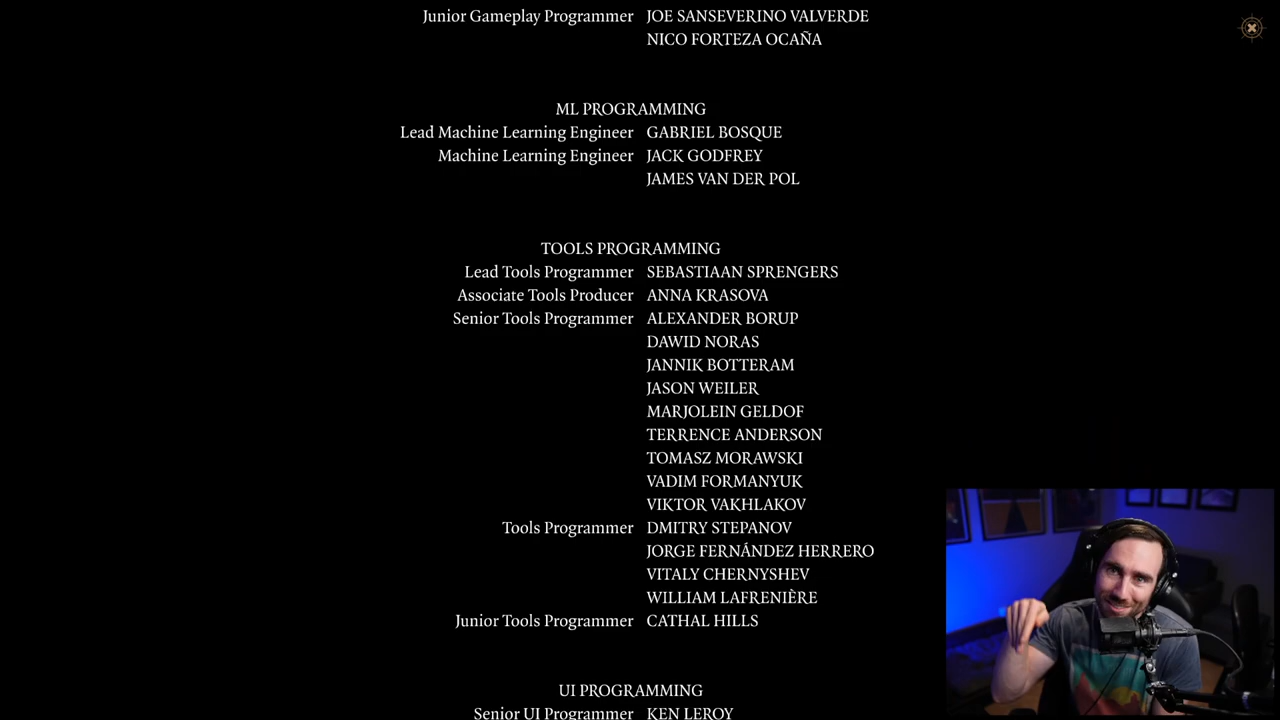 Junior Gameplay Programmer JOE SANSEVERINO VALVERDE
NICO FORTEZA OCAÑA
ML PROGRAMMING
Lead Machine Learning Engineer GABRIEL BOSQUE
Machine Learning Engineer JACK GODFREY
JAMES VAN DER POL
TOOLS PROGRAMMING
Lead Tools Programmer SEBASTIAAN SPRENGERS
Associate Tools Producer ANNA KRASOVA
Senior Tools Programmer ALEXANDER BORUP
DAWID NORAS
JANNIK BOTTERAM
JASON WEILER
MARJOLEIN GELDOF
TERRENCE ANDERSON
TOMASZ MORAWSKI
VADIM FORMANYUK
VIKTOR VAKHLAKOV
Tools Programmer DMITRY STEPANOV
JORGE FERNÁNDEZ HERRERO
VITALY CHERNYSHEV
WILLIAM LAFRENIÈRE
Junior Tools Programmer CATHAL HILLS
UI PROGRAMMING
Senior UI Programmer KEN LEROY